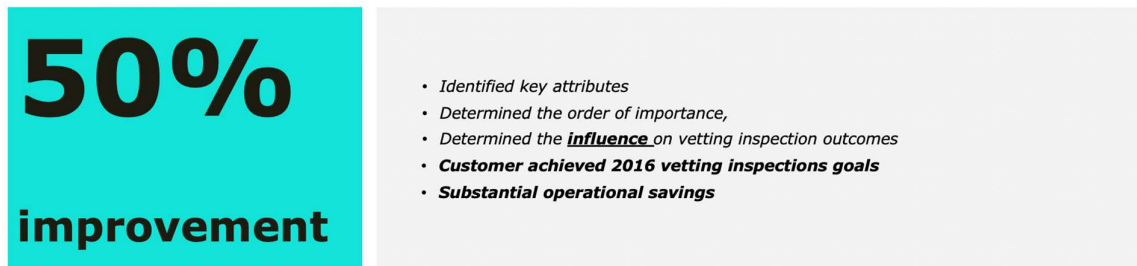 50%
improvement
• Identified key attributes
• Determined the order of importance,
• Determined the influence on vetting inspection outcomes
• Customer achieved 2016 vetting inspections goals
• Substantial operational savings